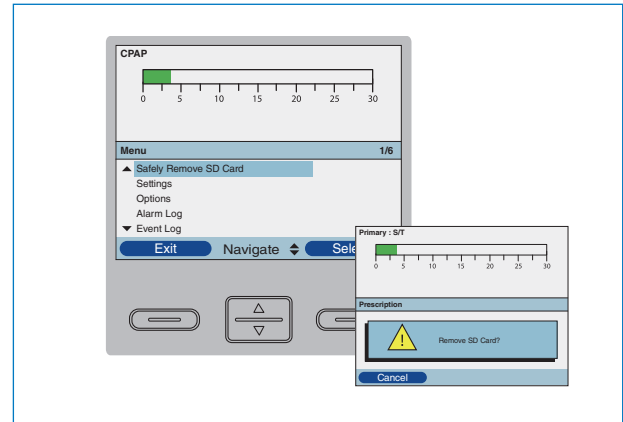 CPAP
0 5 10 15 20 25 30
Menu 1/6
Safely Remove SD Card
Settings
Options
Alarm Log
Event Log
Exit Navigate
Primary : S/T
0 5 10 15 20 25 30
Prescription
! Remove SD Card?
Cancel